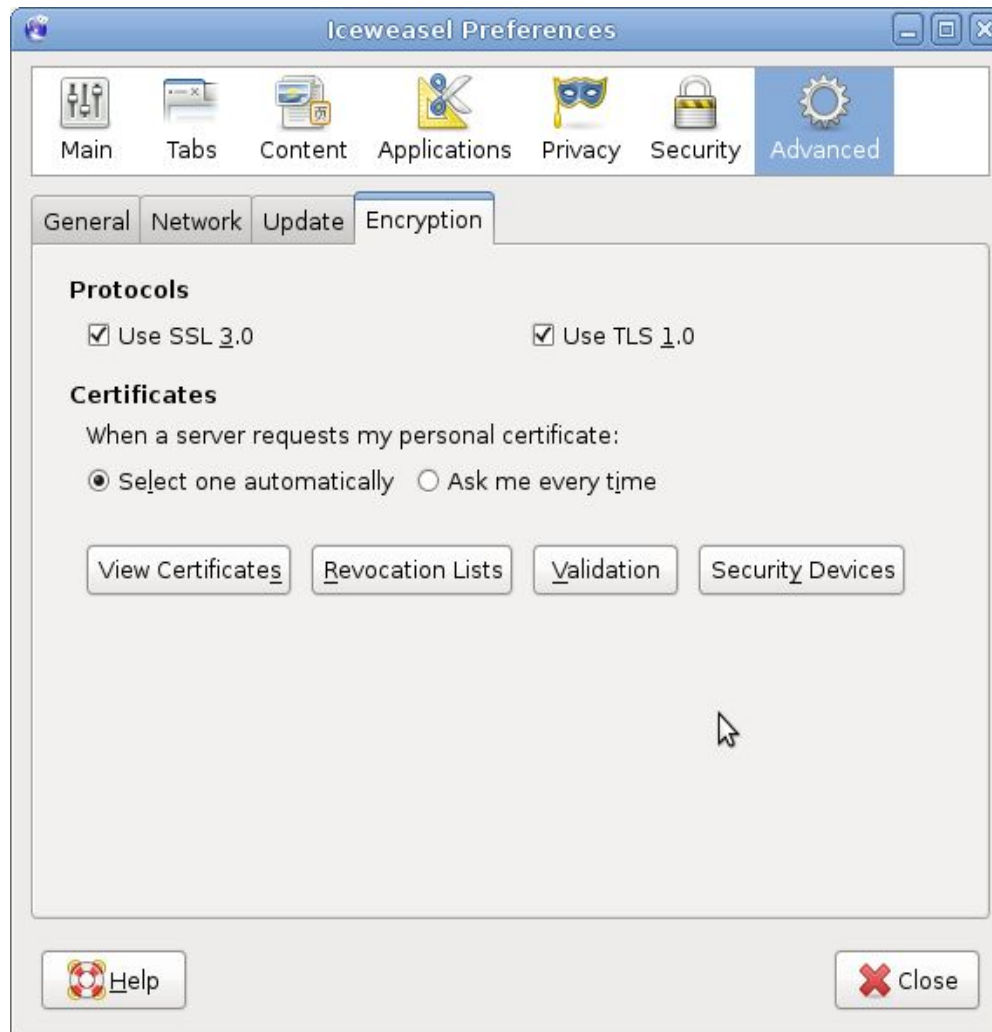 Iceweasel Preferences
Main Tabs Content Applications Privacy Security Advanced
General Network Update Encryption
Protocols
Use SSL 3.0 Use TLS 1.0
Certificates
When a server requests my personal certificate:
Select one automatically Ask me every time
View Certificates Revocation Lists Validation Security Devices
Help Close